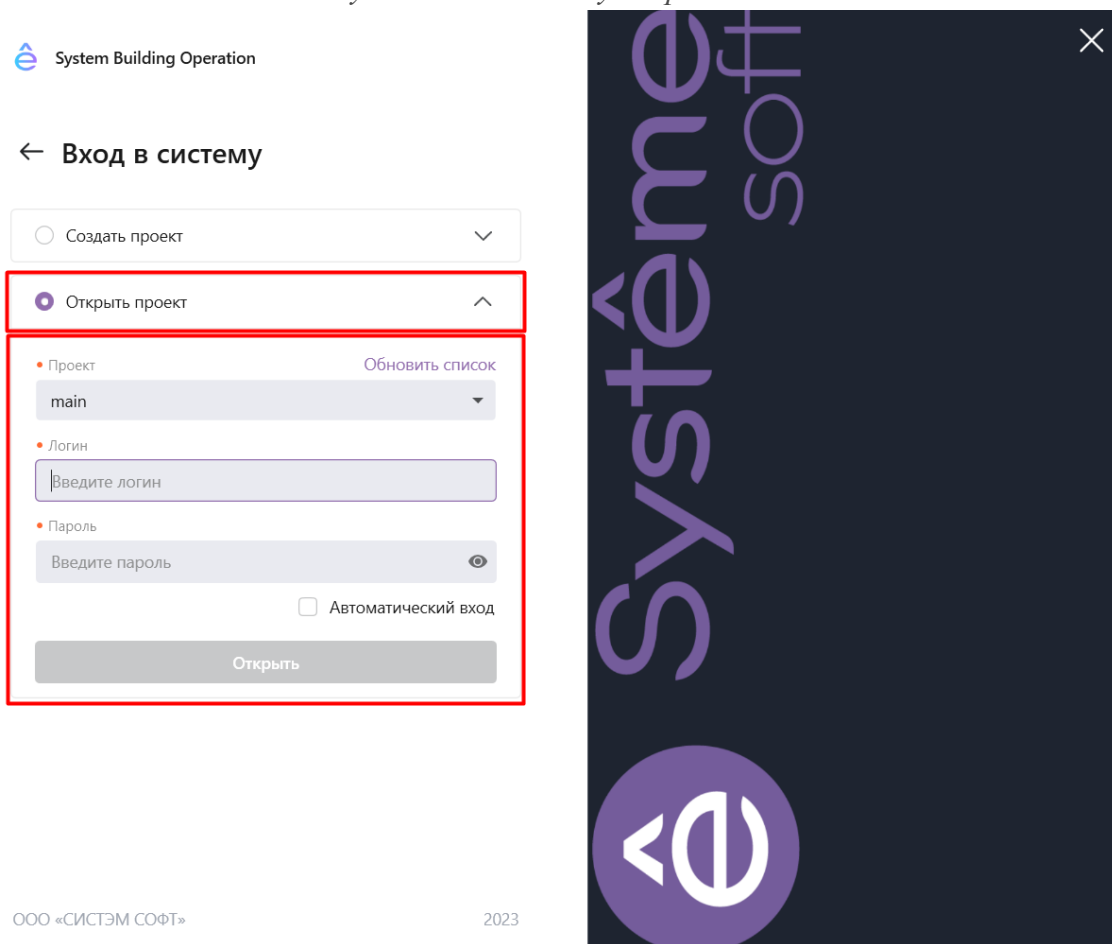 System Building Operation
← Вход в систему
Создать проект
Открыть проект
• Проект Обновить список
main
• Логин
Введите логин
• Пароль
Введите пароль
Автоматический вход
Открыть
ООО «СИСТЭМ СОФТ» 2023
Systême
soft
ê